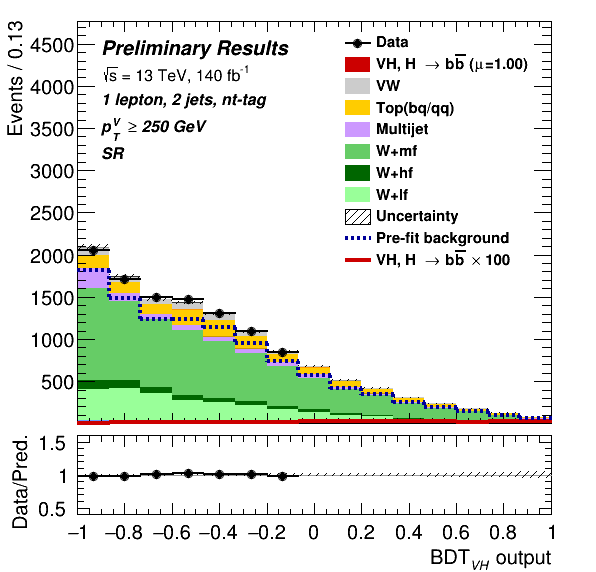 Events / 0.13
4500
4000
3500
3000
2500
2000
1500
1000
500
Preliminary Results
√s = 13 TeV, 140 fb⁻¹
1 lepton, 2 jets, nt-tag
p_T^V ≥ 250 GeV
SR
Data
VH, H → bb̅ (μ=1.00)
VW
Top(bq/qq)
Multijet
W+mf
W+hf
W+lf
Uncertainty
Pre-fit background
VH, H → bb̅ × 100
Data/Pred.
1.5
1
0.5
−1 −0.8 −0.6 −0.4 −0.2 0 0.2 0.4 0.6 0.8 1
BDT_VH output